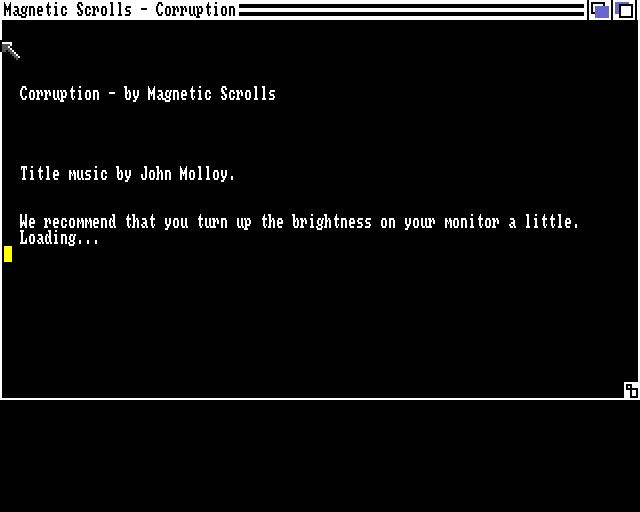 Magnetic Scrolls - Corruption
Corruption - by Magnetic Scrolls
Title music by John Molloy.
We recommend that you turn up the brightness on your monitor a little.
Loading...